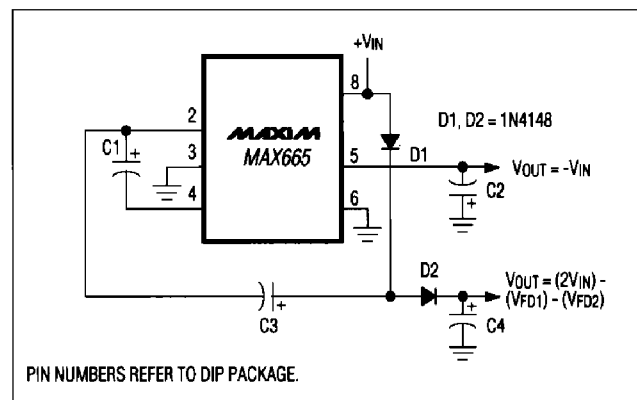 +VIN
8
D1, D2 = 1N4148
2
MAXIM
MAX665
C1
+
3
5
D1
VOUT = -VIN
C2
+
4
6
D2
VOUT = (2VIN) -
(VFD1) - (VFD2)
+
C3
+
C4
PIN NUMBERS REFER TO DIP PACKAGE.